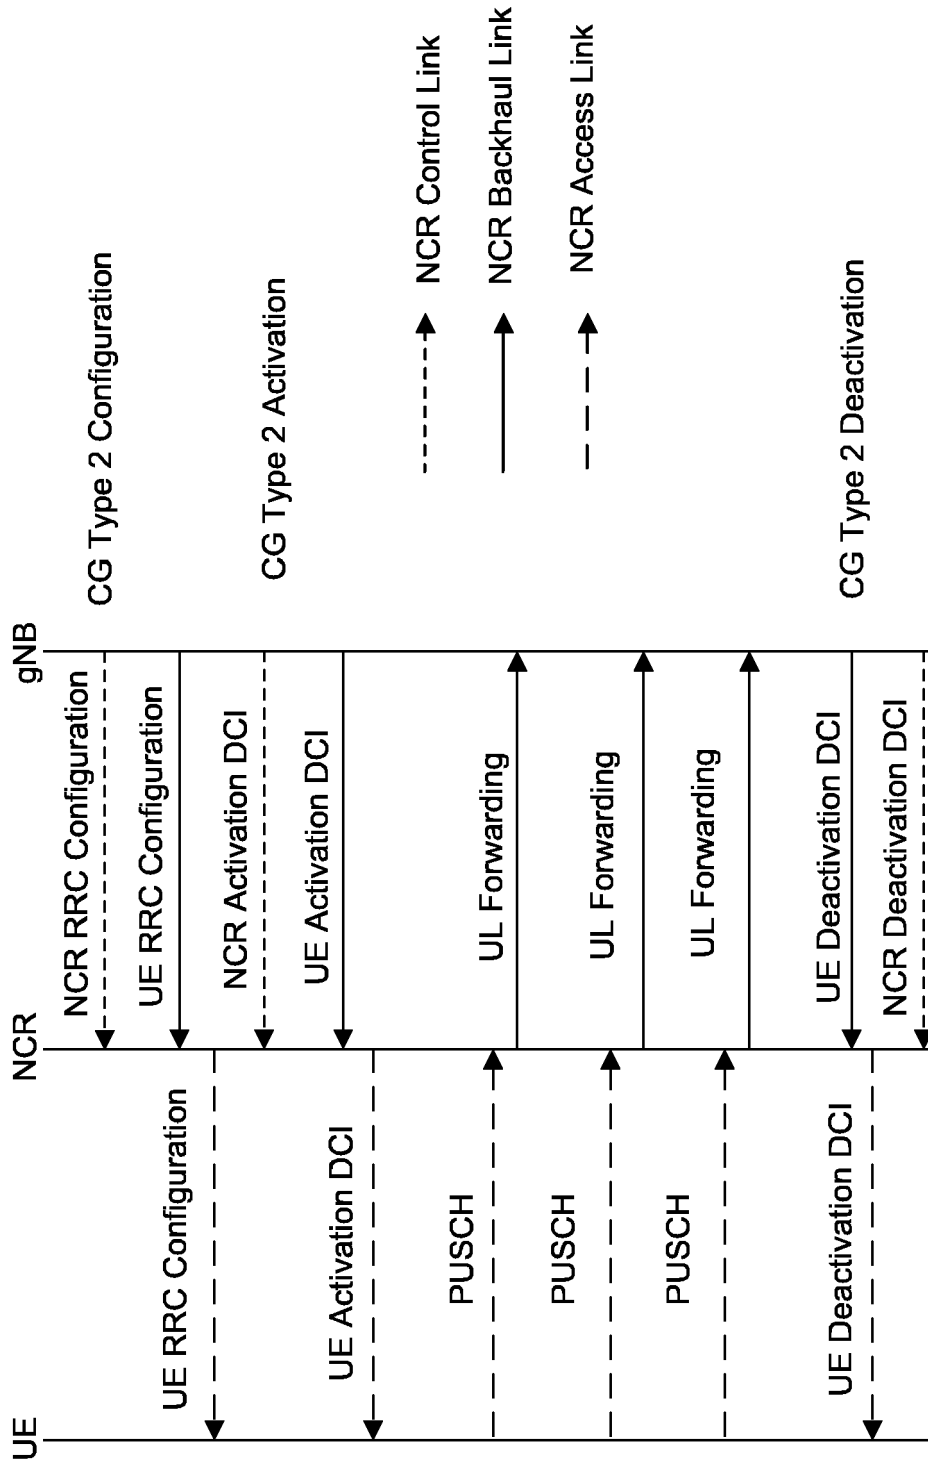 UE
NCR
gNB
NCR RRC Configuration
CG Type 2 Configuration
UE RRC Configuration
UE RRC Configuration
NCR Activation DCI
CG Type 2 Activation
UE Activation DCI
UE Activation DCI
NCR Control Link
NCR Backhaul Link
NCR Access Link
PUSCH
UL Forwarding
PUSCH
UL Forwarding
PUSCH
UL Forwarding
UE Deactivation DCI
CG Type 2 Deactivation
UE Deactivation DCI
NCR Deactivation DCI